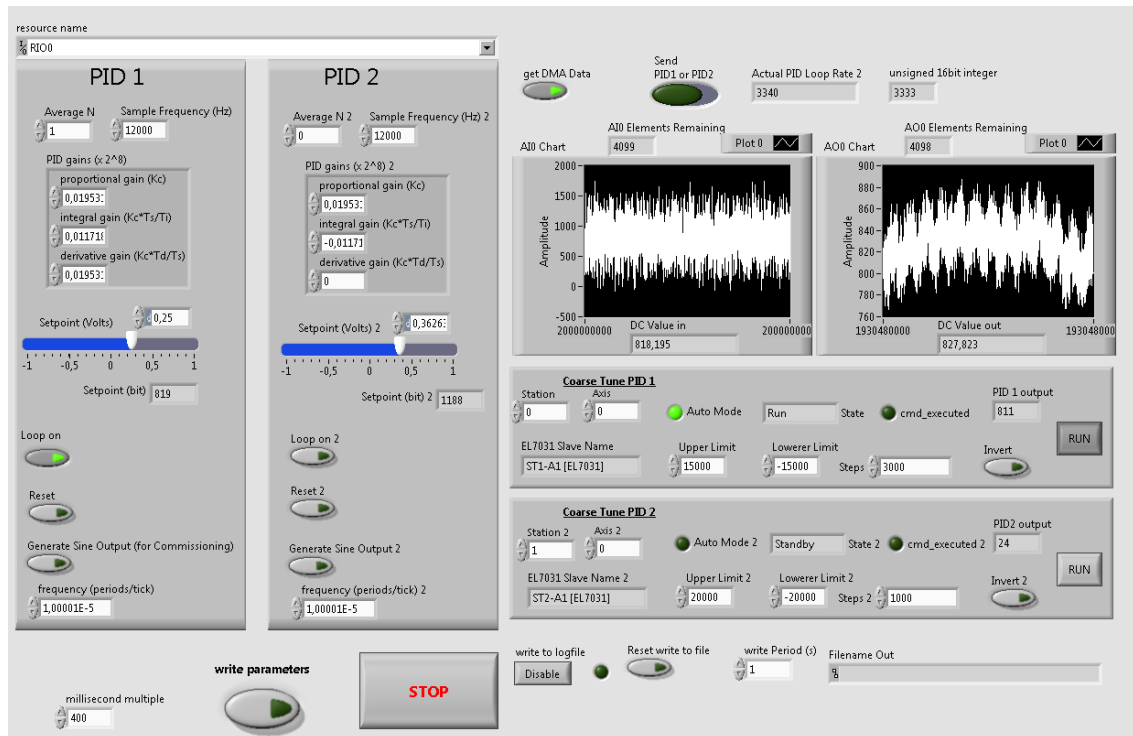 resource name
RIO0
PID 1
Average N
Sample Frequency (Hz)
1
12000
PID gains (x 2^8)
proportional gain (Kc)
0,01953:
integral gain (Kc*Ts/Ti)
0,01171(
derivative gain (Kc*Td/Ts)
0,01953:
Setpoint (Volts)
0,25
-1 -0,5 0 0,5 1
Setpoint (bit) 819
Loop on
Reset
Generate Sine Output (for Commissioning)
frequency (periods/tick)
1,00001E-5
PID 2
Average N 2
Sample Frequency (Hz) 2
0
12000
PID gains (x 2^8) 2
proportional gain (Kc)
0,01953:
integral gain (Kc*Ts/Ti)
-0,01171
derivative gain (Kc*Td/Ts)
0
Setpoint (Volts) 2
0,3626:
-1 -0,5 0 0,5 1
Setpoint (bit) 2 1188
Loop on 2
Reset 2
Generate Sine Output 2
frequency (periods/tick) 2
1,00001E-5
get DMA Data
Send
PID1 or PID2
Actual PID Loop Rate 2
3340
unsigned 16bit integer
3333
AI0 Elements Remaining
AI0 Chart 4099 Plot 0
2000
1500
1000
500
0
-500
Amplitude
2000000000 200000000
DC Value in
818,195
AO0 Elements Remaining
AO0 Chart 4098 Plot 0
900
880
860
840
820
800
780
760
Amplitude
1930480000 193048000
DC Value out
827,823
Coarse Tune PID 1
Station Axis
0 0
Auto Mode
Run State
cmd_executed
PID 1 output
811
RUN
EL7031 Slave Name
ST1-A1 [EL7031]
Upper Limit
15000
Lowerer Limit
-15000
Steps 3000
Invert
Coarse Tune PID 2
Station 2 Axis 2
1 0
Auto Mode 2
Standby State 2
cmd_executed 2
PID2 output
24
RUN
EL7031 Slave Name 2
ST2-A1 [EL7031]
Upper Limit 2
20000
Lowerer Limit 2
-20000
Steps 2 1000
Invert 2
write to logfile
Disable
Reset write to file
write Period (s)
1
Filename Out
millisecond multiple
400
write parameters
STOP